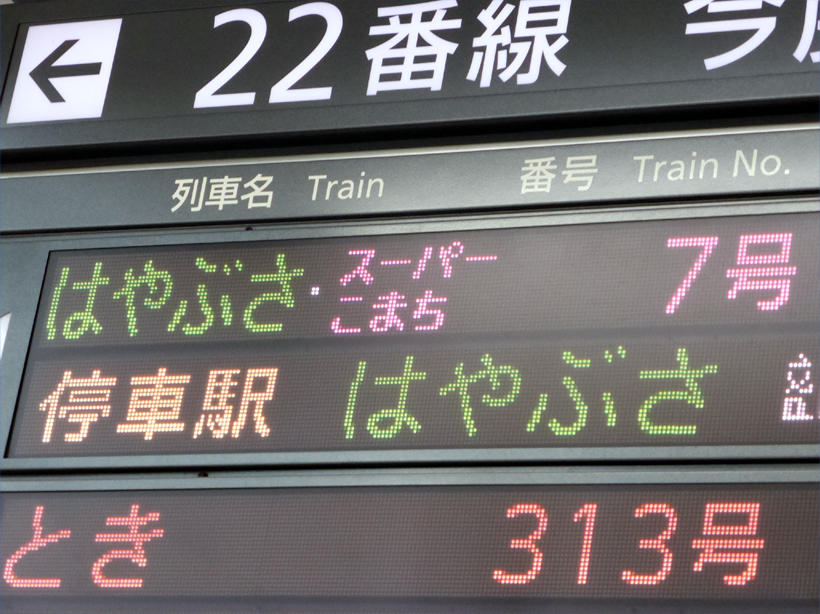 22番線 今
列車名 Train 番号 Train No.
はやぶさ・スーパーこまち 7号
停車駅 はやぶさ
とき 313号